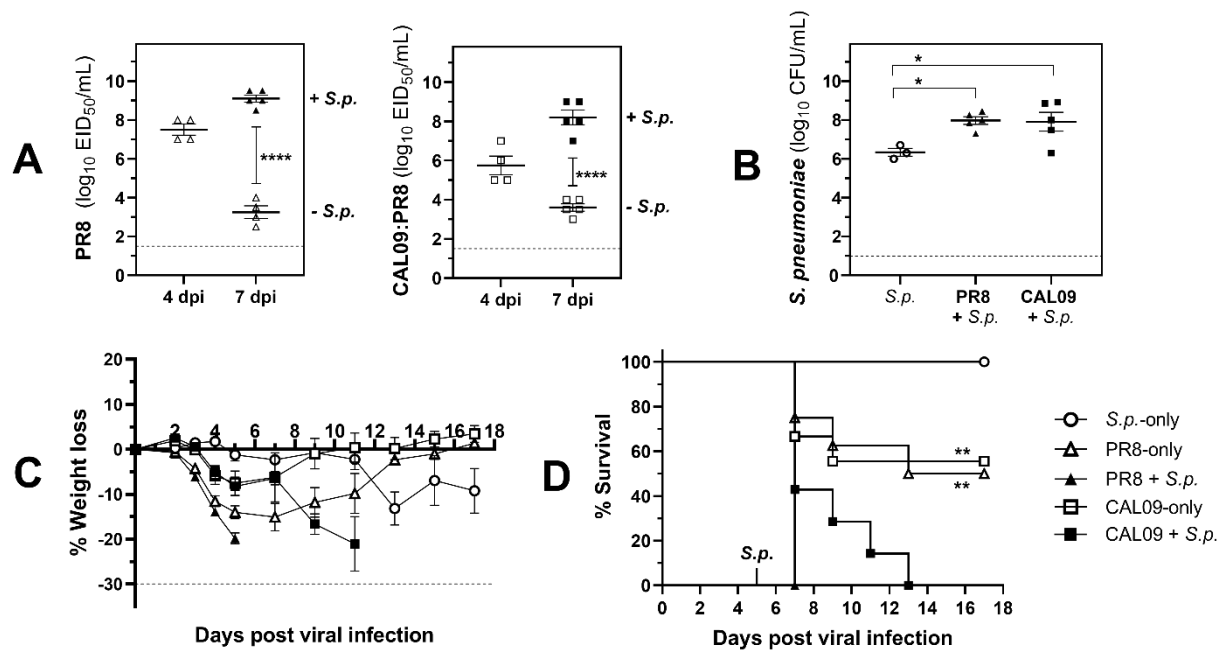 A
PR8 (log10 EID50/mL)
10
8
6
4
2
0
+ S.p.
****
- S.p.
4 dpi 7 dpi
CAL09:PR8 (log10 EID50/mL)
10
8
6
4
2
0
+ S.p.
****
- S.p.
4 dpi 7 dpi
B
S. pneumoniae (log10 CFU/mL)
10
8
6
4
2
0
*
*
S.p. PR8 CAL09
+ S.p. + S.p.
C
% Weight loss
20
10
0
-10
-20
-30
2 4 6 8 10 12 14 16 18
Days post viral infection
D
% Survival
100
80
60
40
20
0
S.p.
**
**
0 2 4 6 8 10 12 14 16 18
Days post viral infection
S.p.-only
PR8-only
PR8 + S.p.
CAL09-only
CAL09 + S.p.